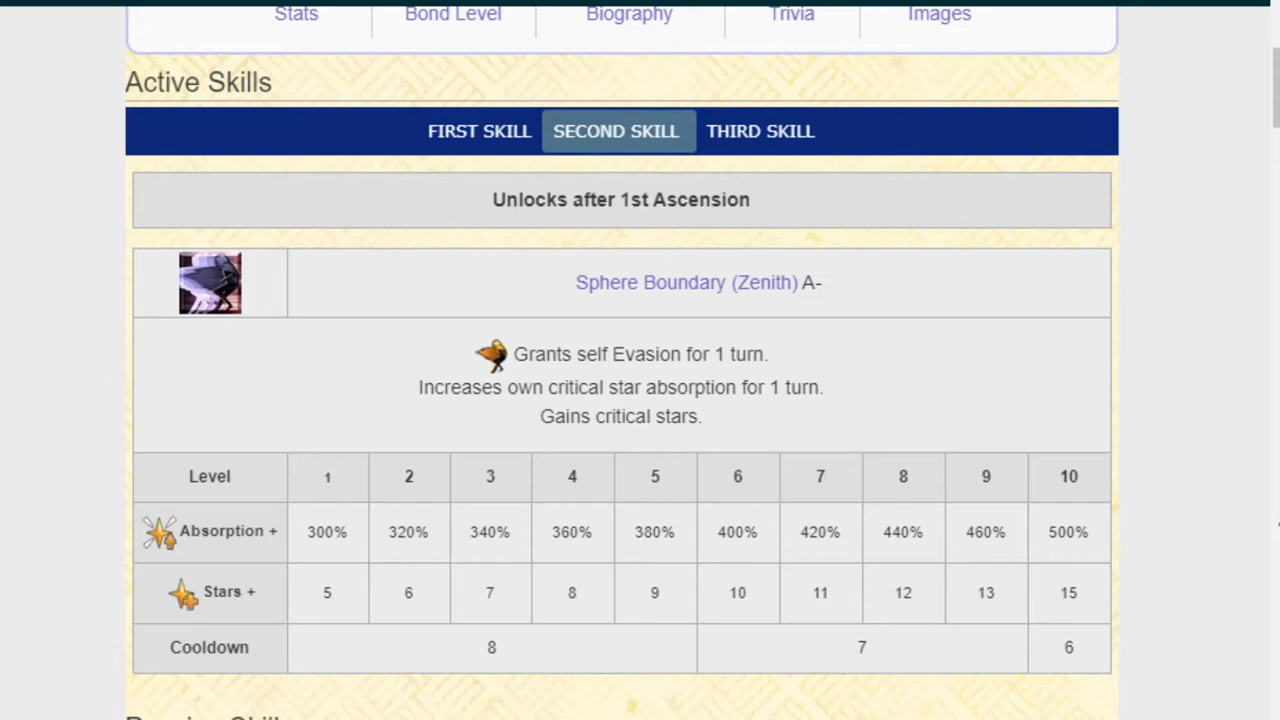 Stats Bond Level Biography Trivia Images
Active Skills
FIRST SKILL SECOND SKILL THIRD SKILL
Unlocks after 1st Ascension
Sphere Boundary (Zenith) A-
Grants self Evasion for 1 turn.
Increases own critical star absorption for 1 turn.
Gains critical stars.
Level 1 2 3 4 5 6 7 8 9 10
Absorption + 300% 320% 340% 360% 380% 400% 420% 440% 460% 500%
Stars + 5 6 7 8 9 10 11 12 13 15
Cooldown 8 7 6